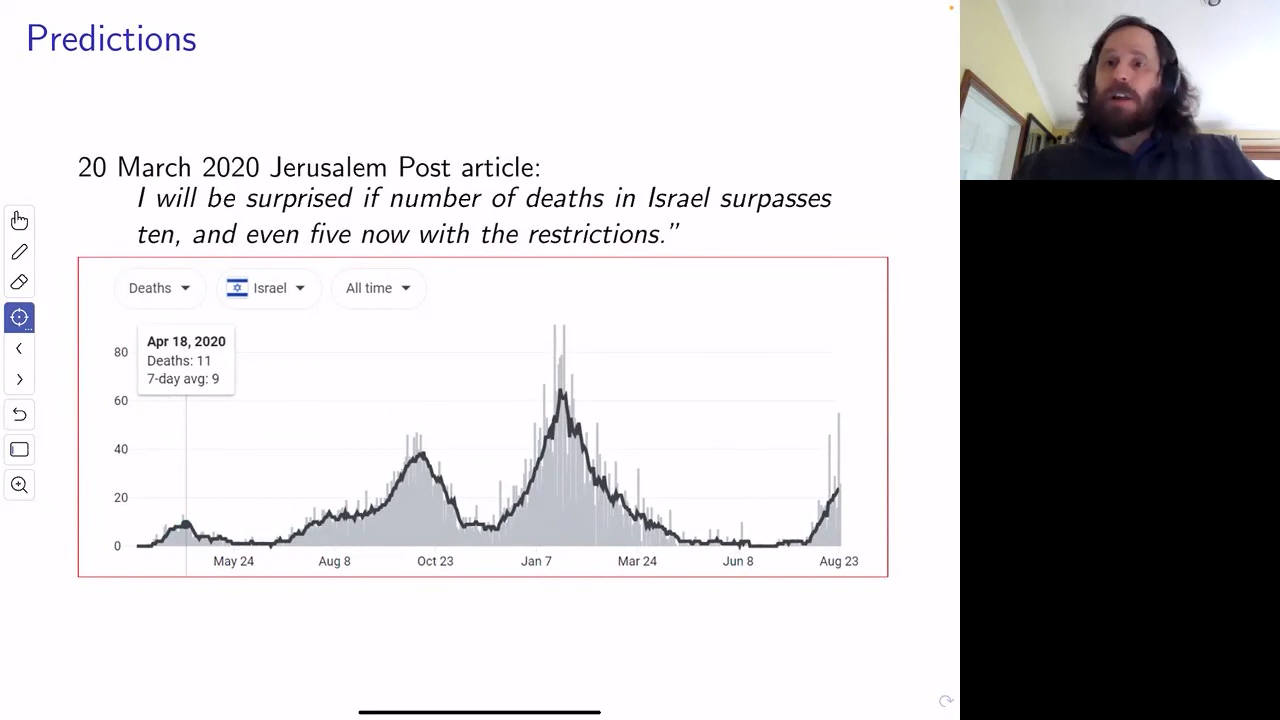 Predictions
20 March 2020 Jerusalem Post article:
I will be surprised if number of deaths in Israel surpasses
ten, and even five now with the restrictions.”
Deaths
Israel
All time
Apr 18, 2020
Deaths: 11
7-day avg: 9
80
60
40
20
0
May 24
Aug 8
Oct 23
Jan 7
Mar 24
Jun 8
Aug 23